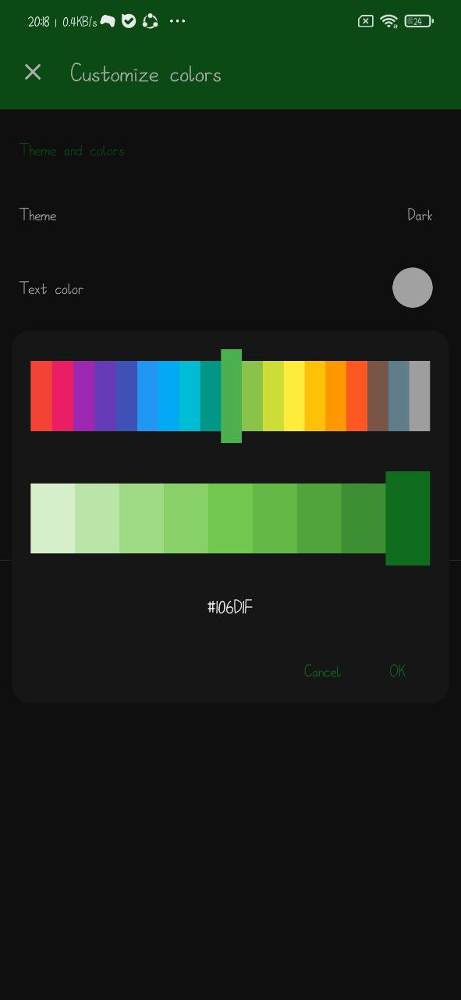 20:18 | 0.4KB/s 24
Customize colors
Theme and colors
Theme Dark
Text color
#106D1F
Cancel OK